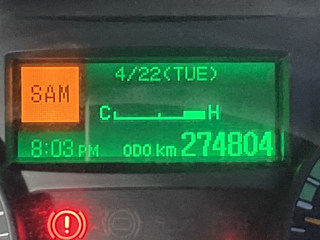 4/22(TUE)
SAM
C H
8:03 PM ODO km 274804